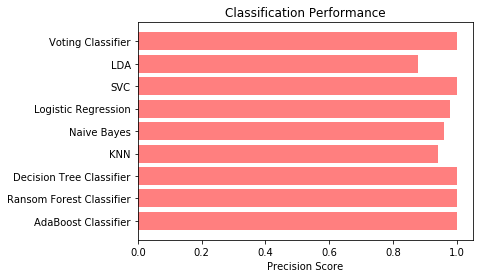 Classification Performance
Voting Classifier
LDA
SVC
Logistic Regression
Naive Bayes
KNN
Decision Tree Classifier
Ransom Forest Classifier
AdaBoost Classifier
0.0 0.2 0.4 0.6 0.8 1.0
Precision Score